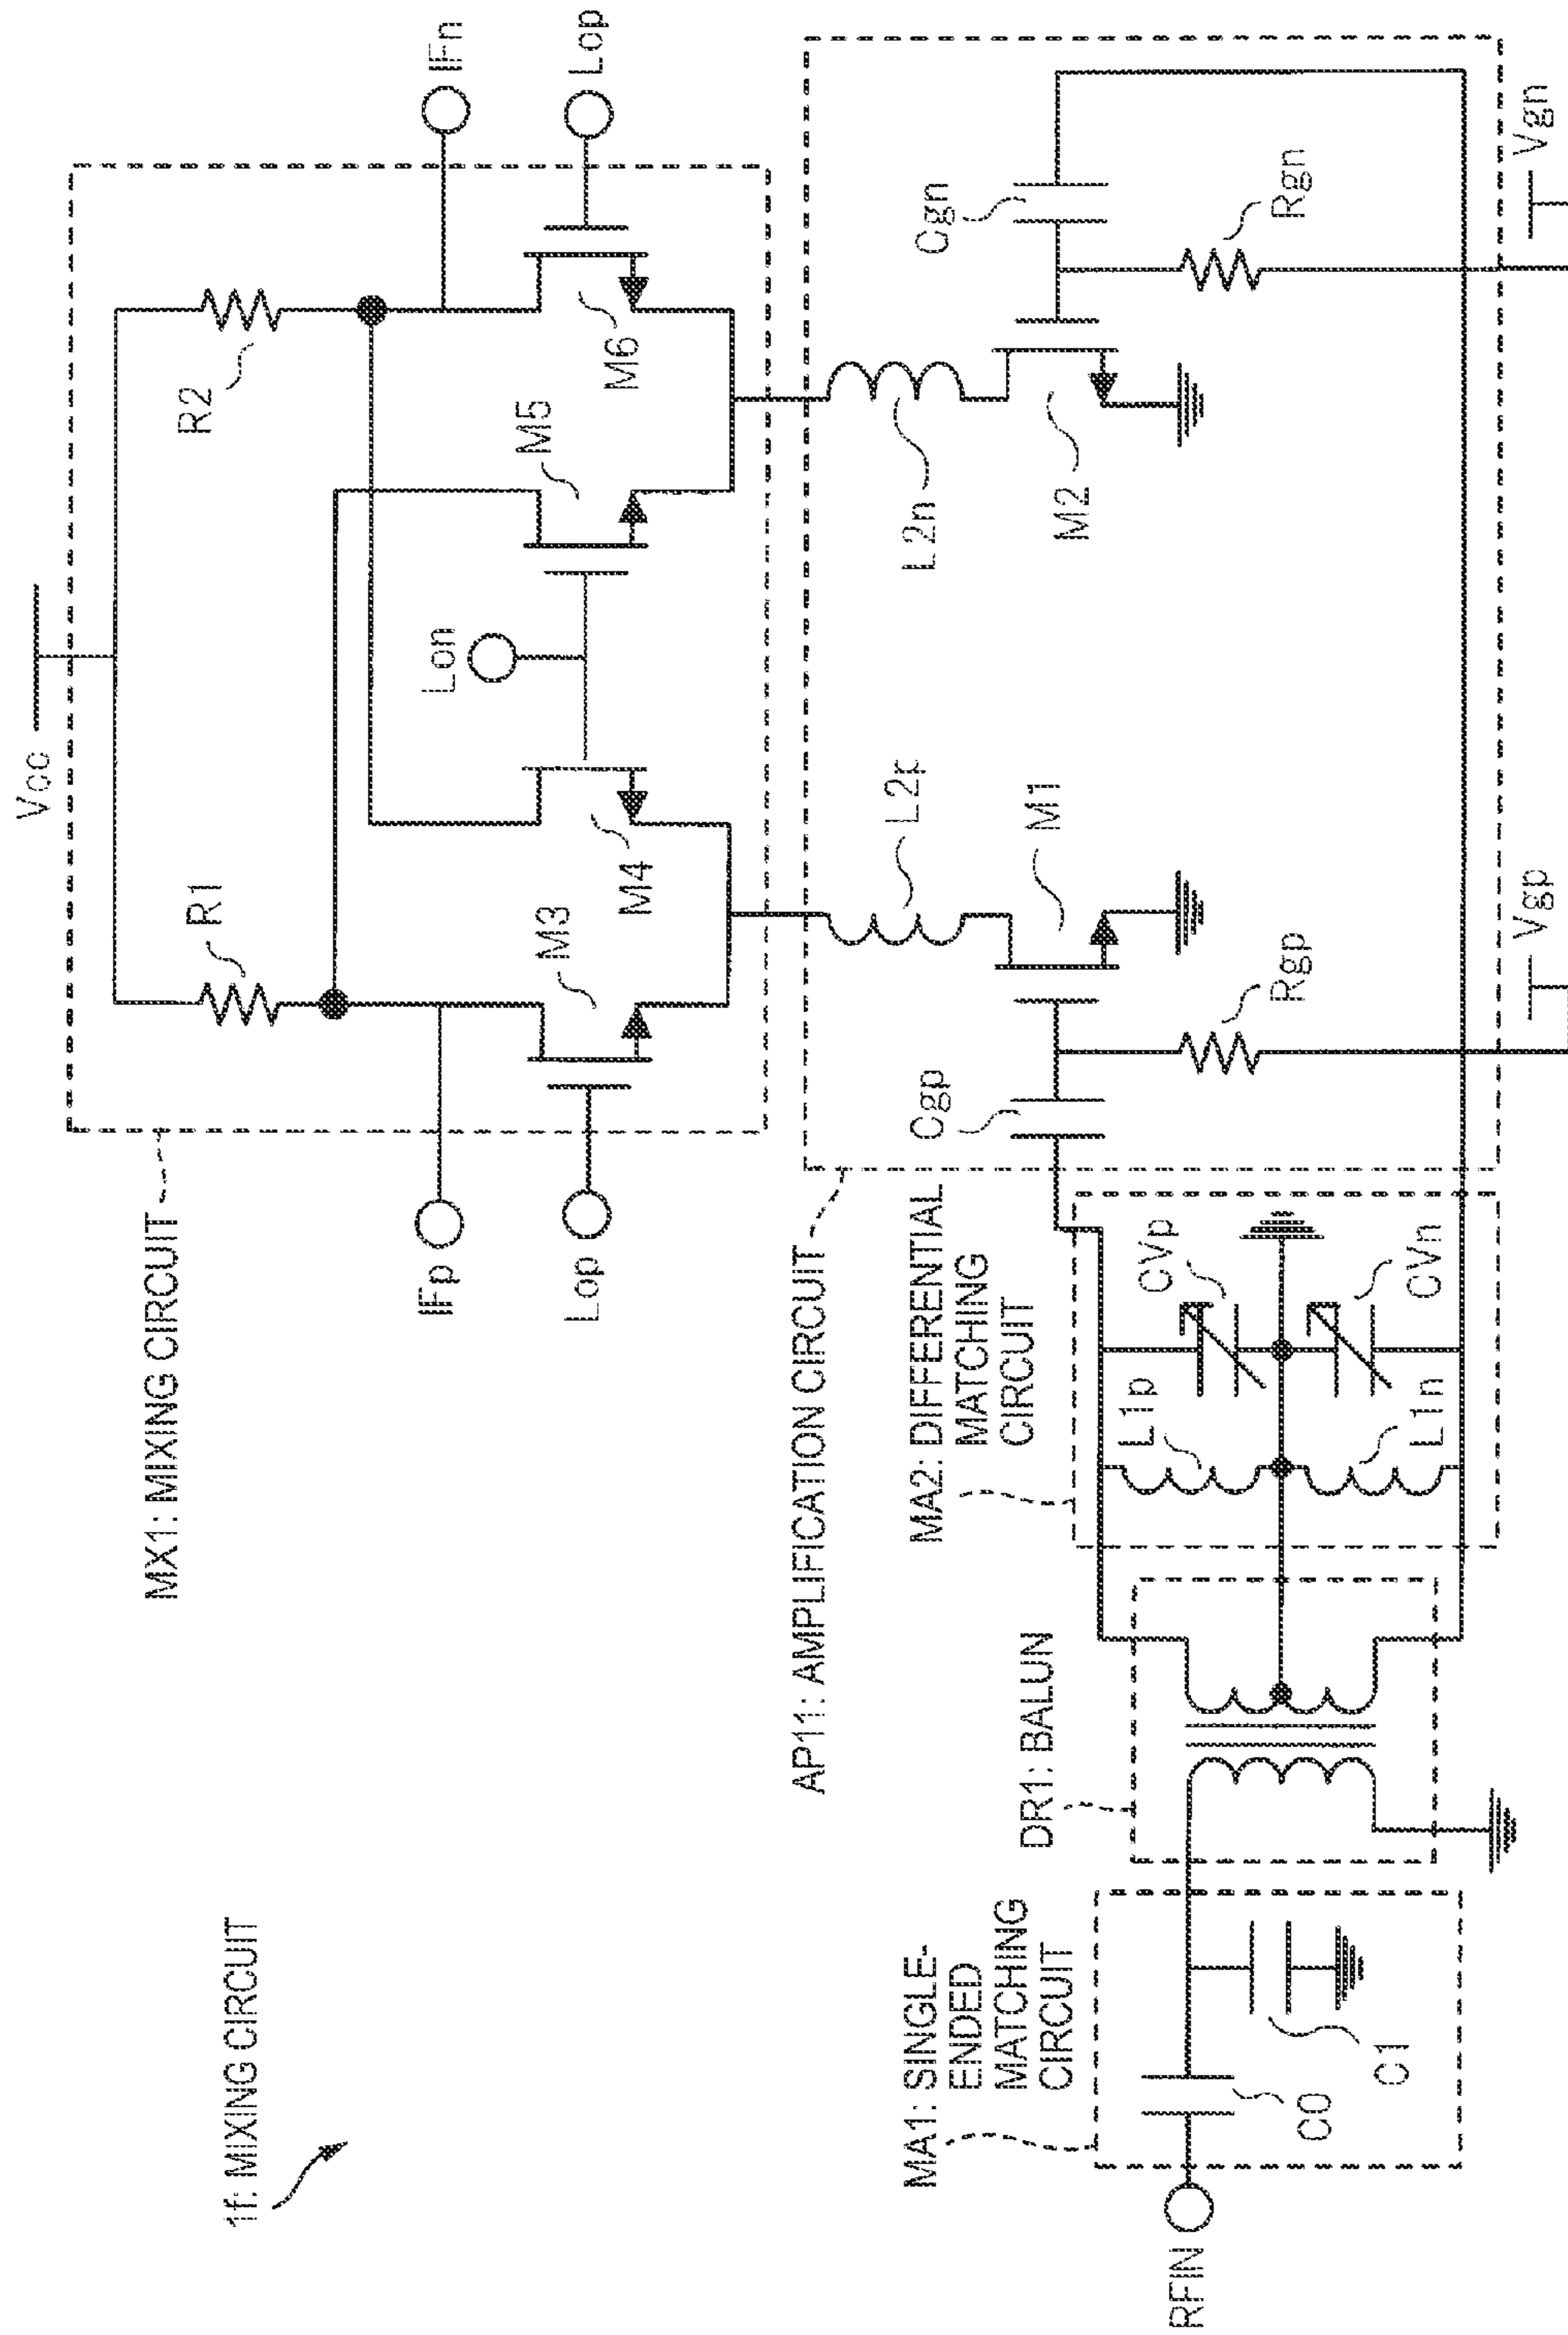 1f: MIXING CIRCUIT
MX1: MIXING CIRCUIT
Vcc
R1
R2
IFp
IFn
Lop
Lop
Lon
M3
M4
M5
M6
AP11: AMPLIFICATION CIRCUIT
L2p
L2n
M1
M2
Cgp
Cgn
Rgp
Rgn
Vgp
Vgn
MA2: DIFFERENTIAL
MATCHING
CIRCUIT
L1p
L1n
CVp
CVn
DR1: BALUN
MA1: SINGLE-
ENDED
MATCHING
CIRCUIT
C0
C1
RFIN